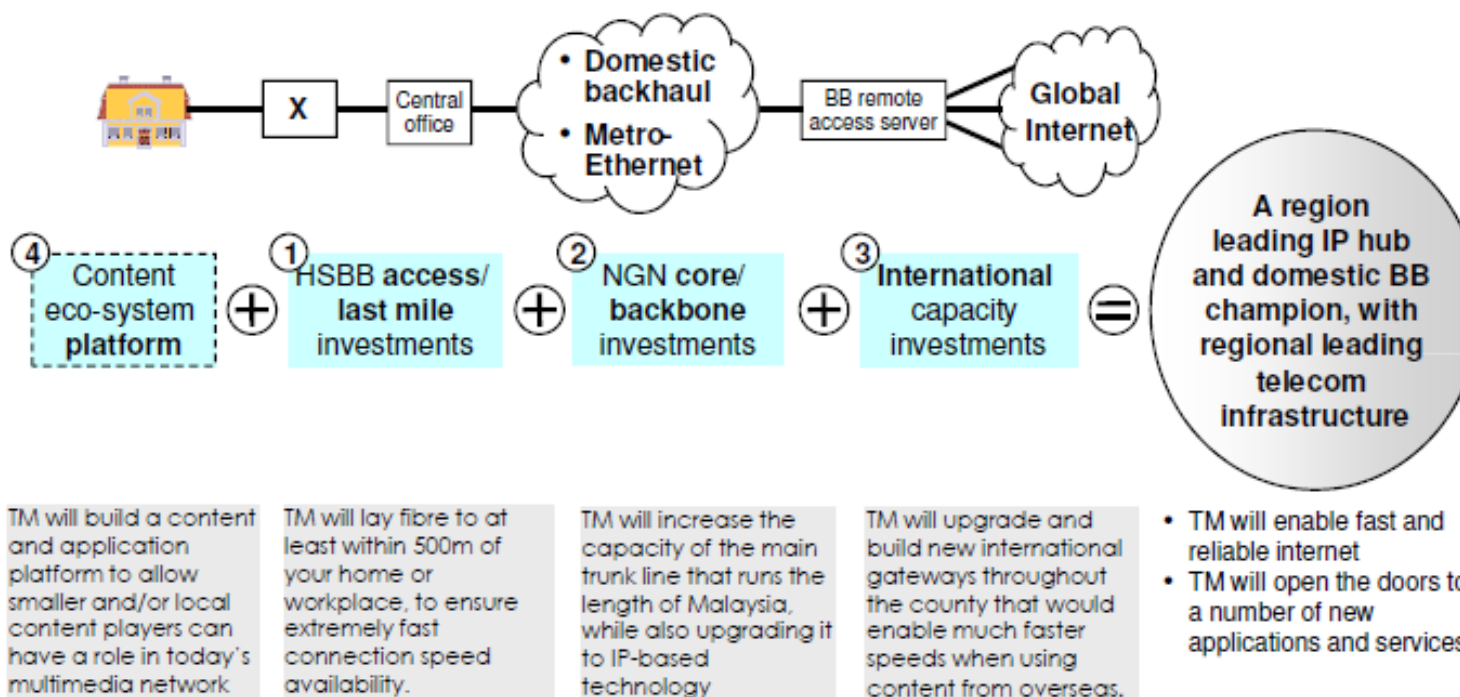 X
Central
office
• Domestic
backhaul
• Metro-
Ethernet
BB remote
access server
Global
Internet
4
Content
eco-system
platform
+
1
HSBB access/
last mile
investments
+
2
NGN core/
backbone
investments
+
3
International
capacity
investments
=
A region
leading IP hub
and domestic BB
champion, with
regional leading
telecom
infrastructure
TM will build a content
and application
platform to allow
smaller and/or local
content players can
have a role in today's
multimedia network
TM will lay fibre to at
least within 500m of
your home or
workplace, to ensure
extremely fast
connection speed
availability.
TM will increase the
capacity of the main
trunk line that runs the
length of Malaysia,
while also upgrading it
to IP-based
technology
TM will upgrade and
build new international
gateways throughout
the county that would
enable much faster
speeds when using
content from overseas.
• TM will enable fast and
reliable internet
• TM will open the doors to
a number of new
applications and services